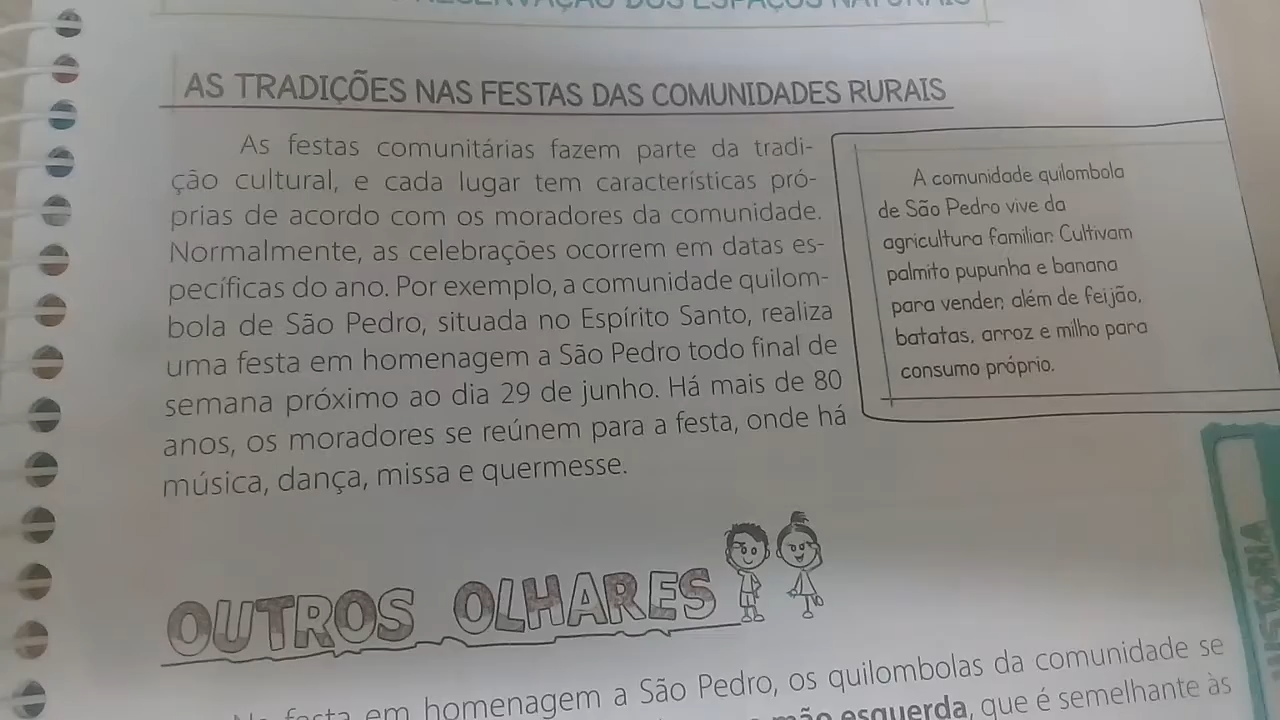 DOS ESPAÇOS NATURAIS
AS TRADIÇÕES NAS FESTAS DAS COMUNIDADES RURAIS
As festas comunitárias fazem parte da tradi-
ção cultural, e cada lugar tem características pró-
prias de acordo com os moradores da comunidade.
Normalmente, as celebrações ocorrem em datas es-
pecíficas do ano. Por exemplo, a comunidade quilom-
bola de São Pedro, situada no Espírito Santo, realiza
uma festa em homenagem a São Pedro todo final de
semana próximo ao dia 29 de junho. Há mais de 80
anos, os moradores se reúnem para a festa, onde há
música, dança, missa e quermesse.
A comunidade quilombola
de São Pedro vive da
agricultura familiar. Cultivam
palmito pupunha e banana
para vender, além de feijão,
batatas, arroz e milho para
consumo próprio.
OUTROS OLHARES
festa em homenagem a São Pedro, os quilombolas da comunidade se
mão esquerda, que é semelhante às
HISTÓRIA